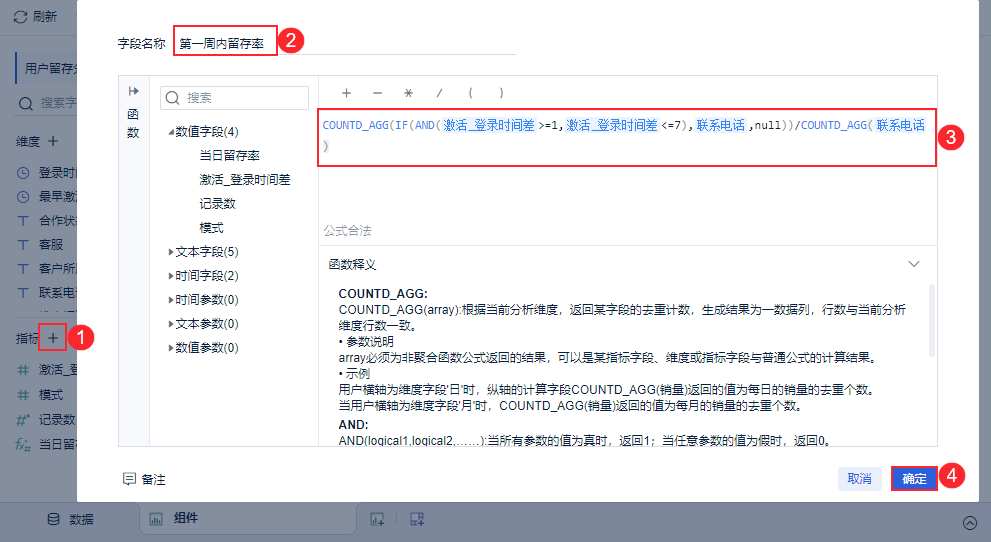 刷新
字段名称
第一周内留存率
2
用户留存
搜索字
维度 +
登录时
最早激
合作状
客服
客户所
联系电
指标 +
1
激活_登
模式
记录数
当日留存
函
数
搜索
数值字段(4)
当日留存率
激活_登录时间差
记录数
模式
文本字段(5)
时间字段(2)
时间参数(0)
文本参数(0)
数值参数(0)
+ − * / ( )
COUNTD_AGG(IF(AND(激活_登录时间差>=1,激活_登录时间差<=7),联系电话,null))/COUNTD_AGG(联系电话
)
3
公式合法
函数释义
COUNTD_AGG:
COUNTD_AGG(array):根据当前分析维度，返回某字段的去重计数，生成结果为一数据列，行数与当前分析
维度行数一致。
• 参数说明
array必须为非聚合函数公式返回的结果，可以是某指标字段、维度或指标字段与普通公式的计算结果。
• 示例
用户横轴为维度字段'日'时，纵轴的计算字段COUNTD_AGG(销量)返回的值为每日的销量的去重个数。
当用户横轴为维度字段'月'时，COUNTD_AGG(销量)返回的值为每月的销量的去重个数。
AND:
AND(logical1,logical2,……):当所有参数的值为真时，返回1；当任意参数的值为假时，返回0。
备注
取消
确定
4
数据
组件